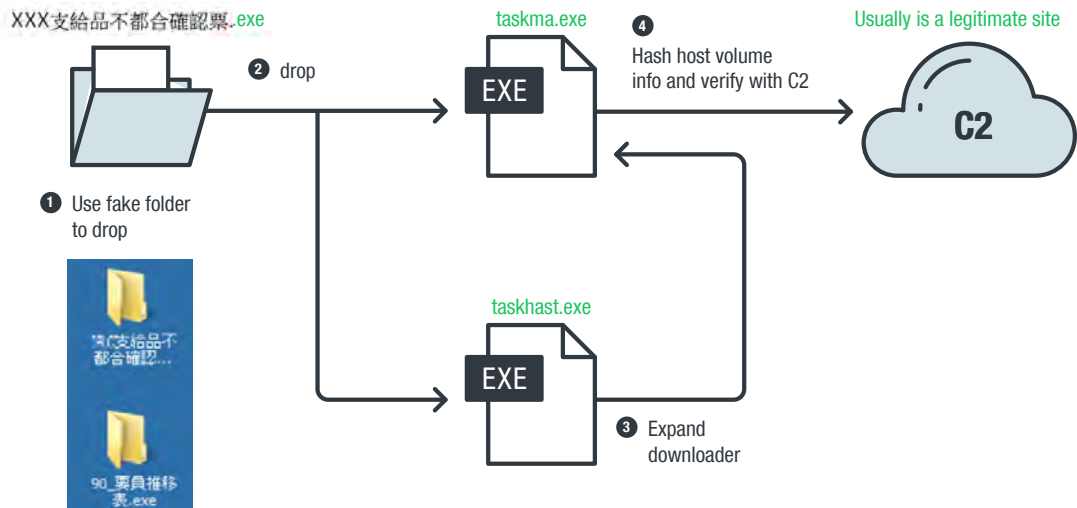 XXX支給品不都合確認票.exe
taskma.exe
Usually is a legitimate site
2 drop
4
Hash host volume
info and verify with C2
EXE
C2
1 Use fake folder
to drop
支給品不
都合確認...
taskhast.exe
EXE
3 Expand
downloader
90_要員推移
表.exe